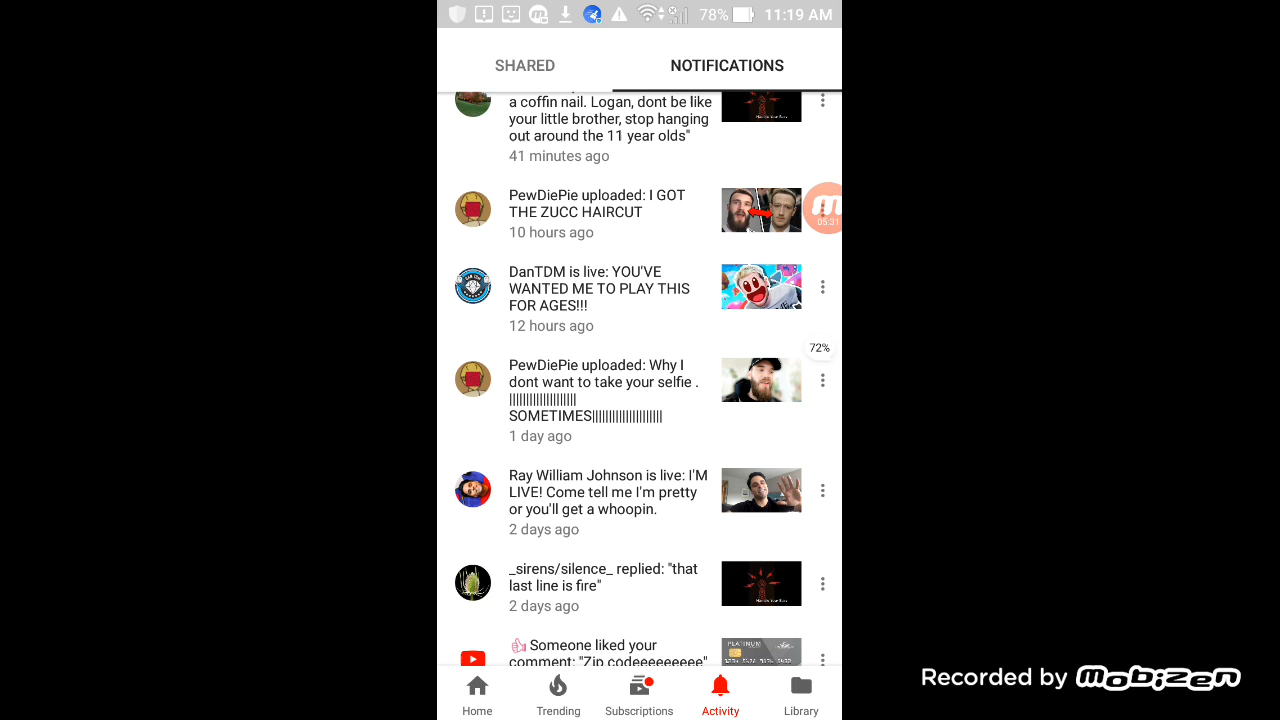 78% 11:19 AM
SHARED
NOTIFICATIONS
a coffin nail. Logan, dont be like
your little brother, stop hanging
out around the 11 year olds"
41 minutes ago
PewDiePie uploaded: I GOT
THE ZUCC HAIRCUT
10 hours ago
05:31
DanTDM is live: YOU'VE
WANTED ME TO PLAY THIS
FOR AGES!!!
12 hours ago
72%
PewDiePie uploaded: Why I
dont want to take your selfie .
||||||||||||||||||||
SOMETIMES||||||||||||||||||||
1 day ago
Ray William Johnson is live: I'M
LIVE! Come tell me I'm pretty
or you'll get a whoopin.
2 days ago
_sirens/silence_ replied: "that
last line is fire"
2 days ago
👍Someone liked your
comment: "Zip codeeeeeeeee"
PLATINUM
Home
Trending
Subscriptions
Activity
Library
Recorded by mobizen